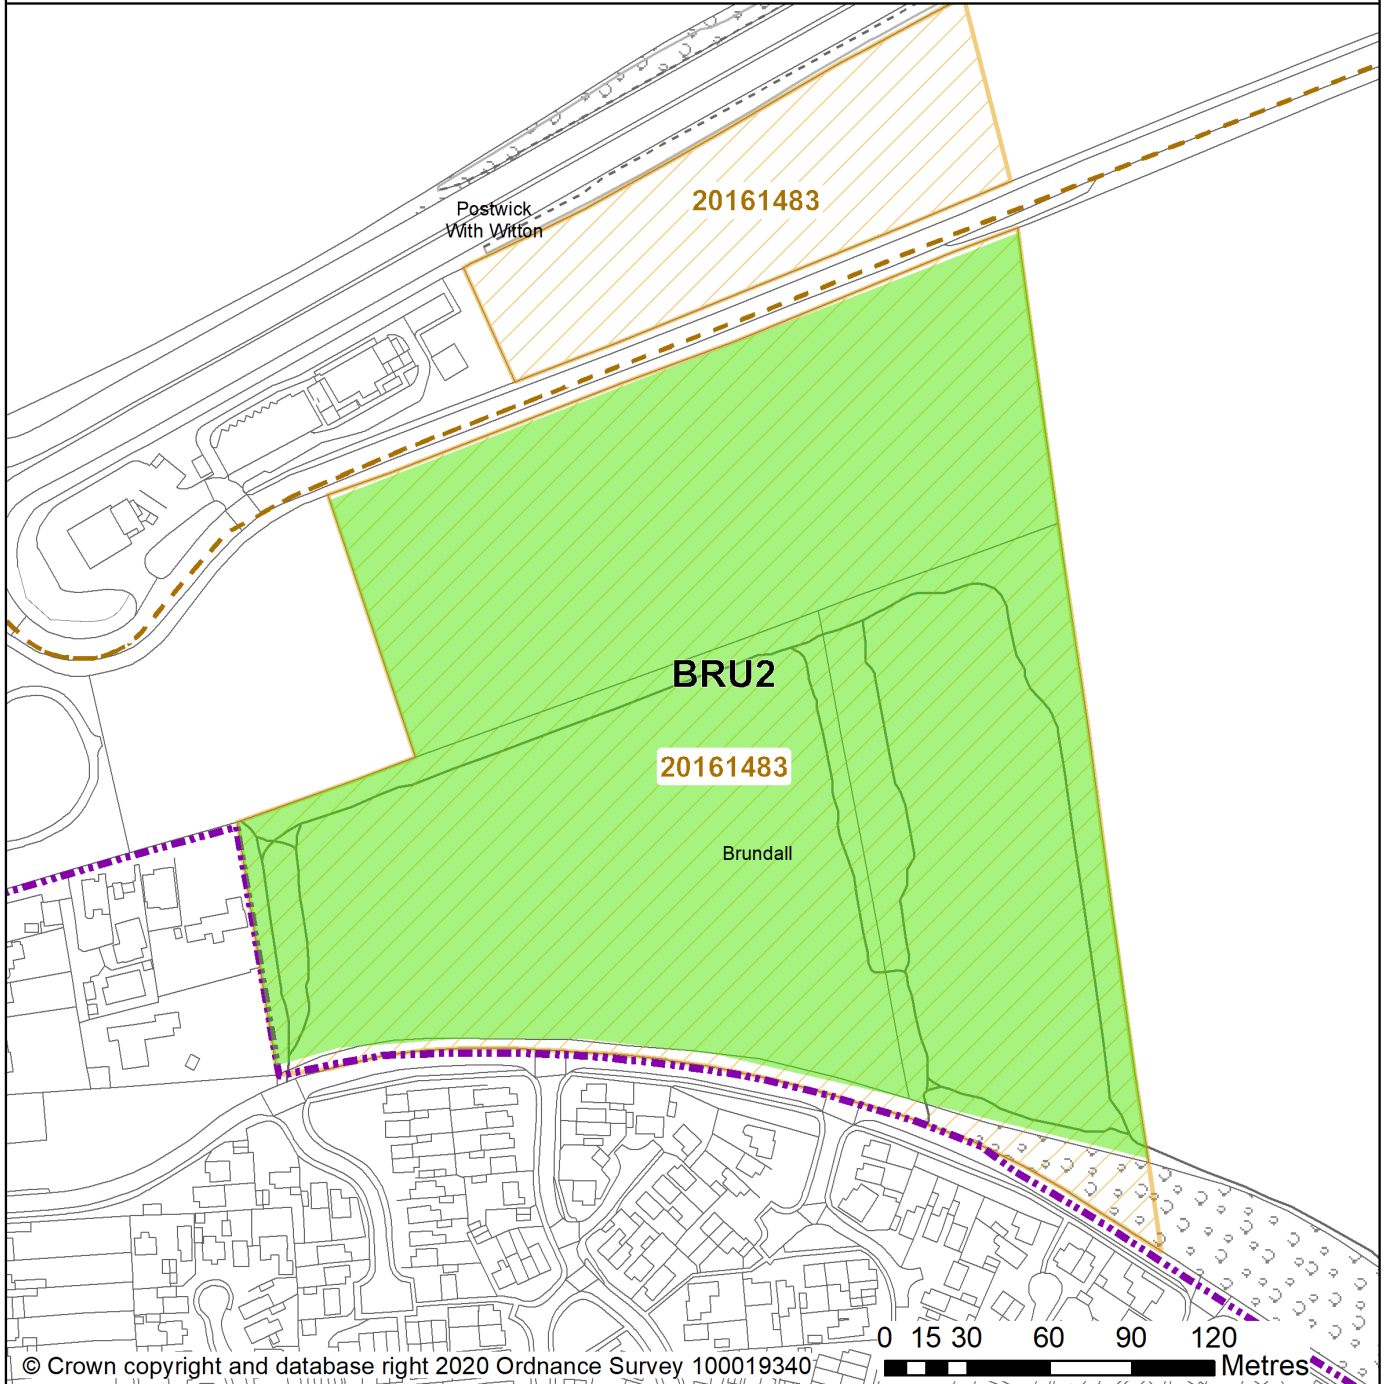 20161483
Postwick
With Witton
BRU2
20161483
Brundall
0 15 30 60 90 120
Metres
© Crown copyright and database right 2020 Ordnance Survey 100019340